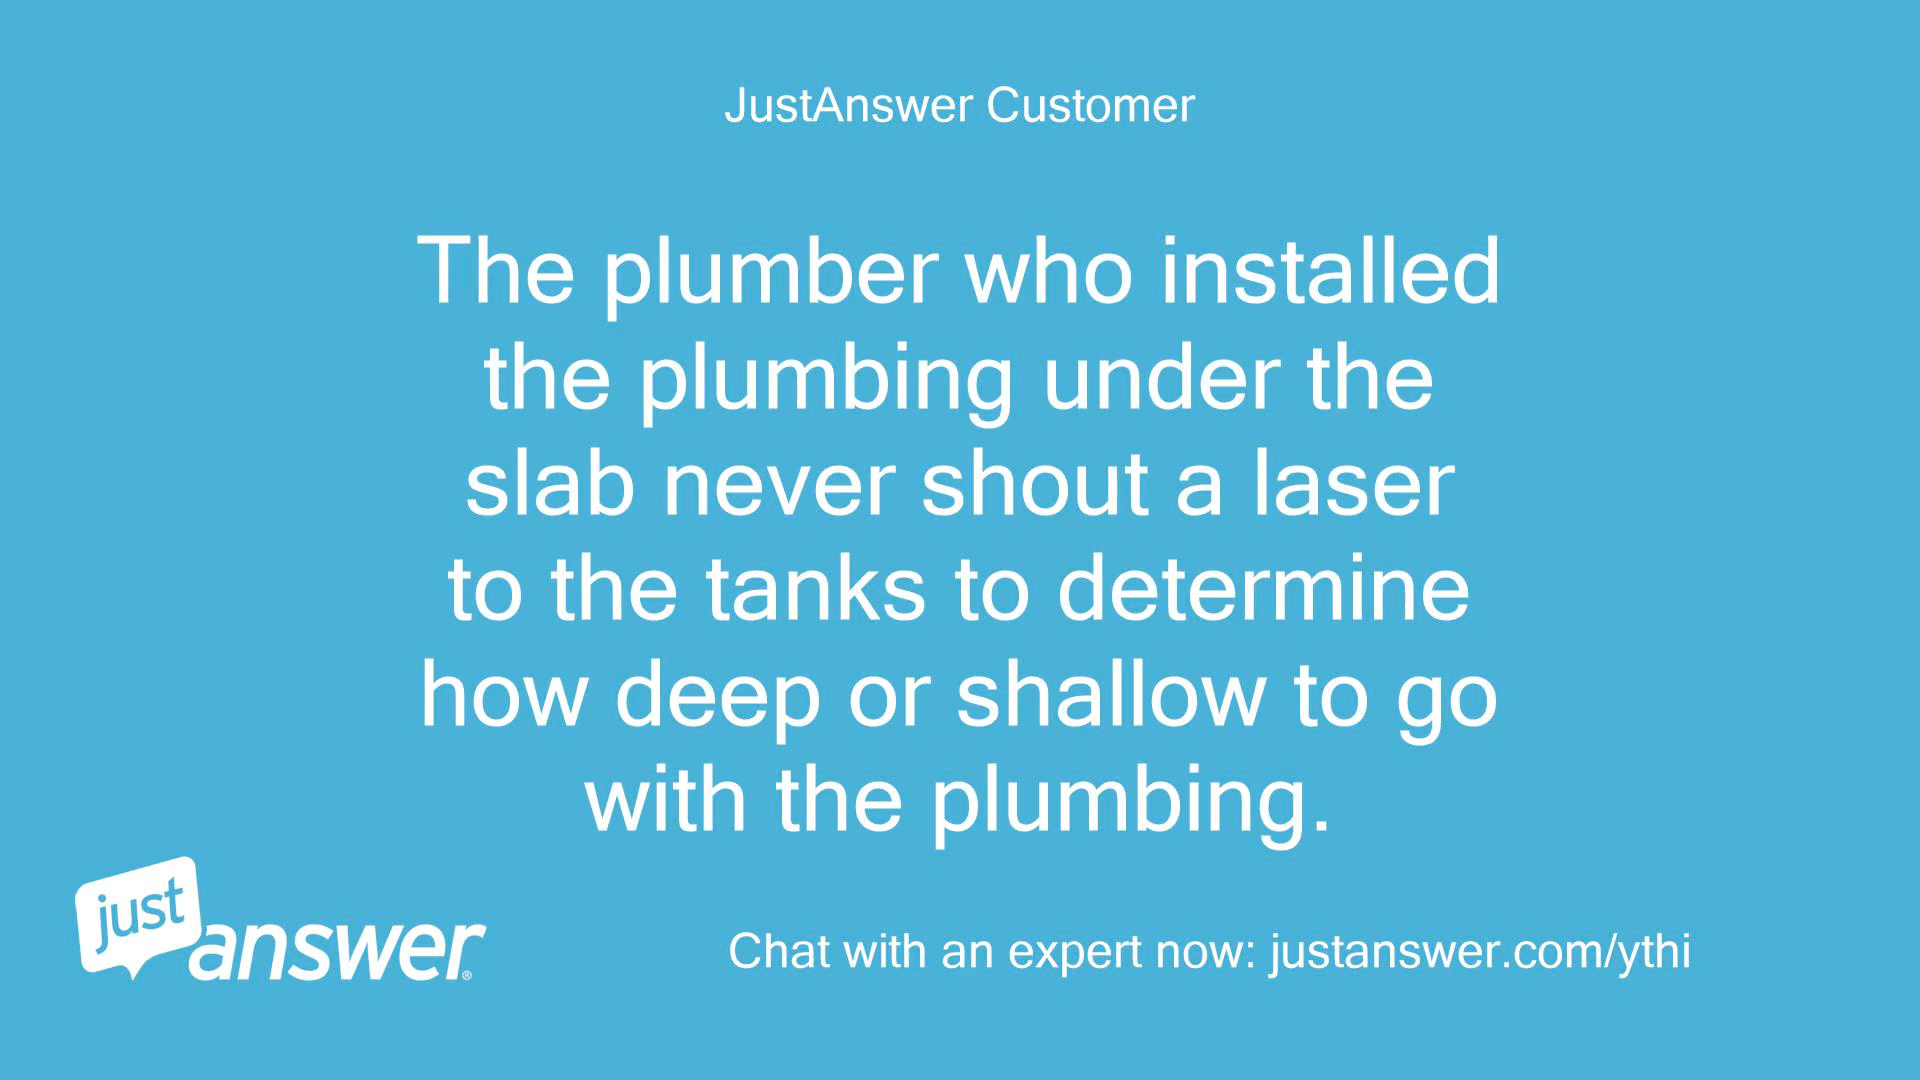 JustAnswer Customer
The plumber who installed
the plumbing under the
slab never shout a laser
to the tanks to determine
how deep or shallow to go
with the plumbing.
just
answer®
Chat with an expert now: justanswer.com/ythi